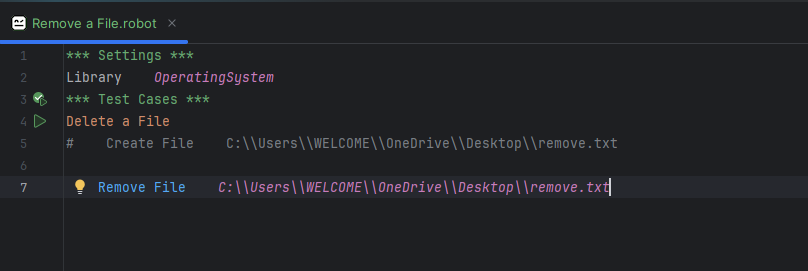 Remove a File.robot
1 *** Settings ***
2 Library    OperatingSystem
3 *** Test Cases ***
4 Delete a File
5 #    Create File    C:\\Users\\WELCOME\\OneDrive\\Desktop\\remove.txt
6
7     Remove File    C:\\Users\\WELCOME\\OneDrive\\Desktop\\remove.txt